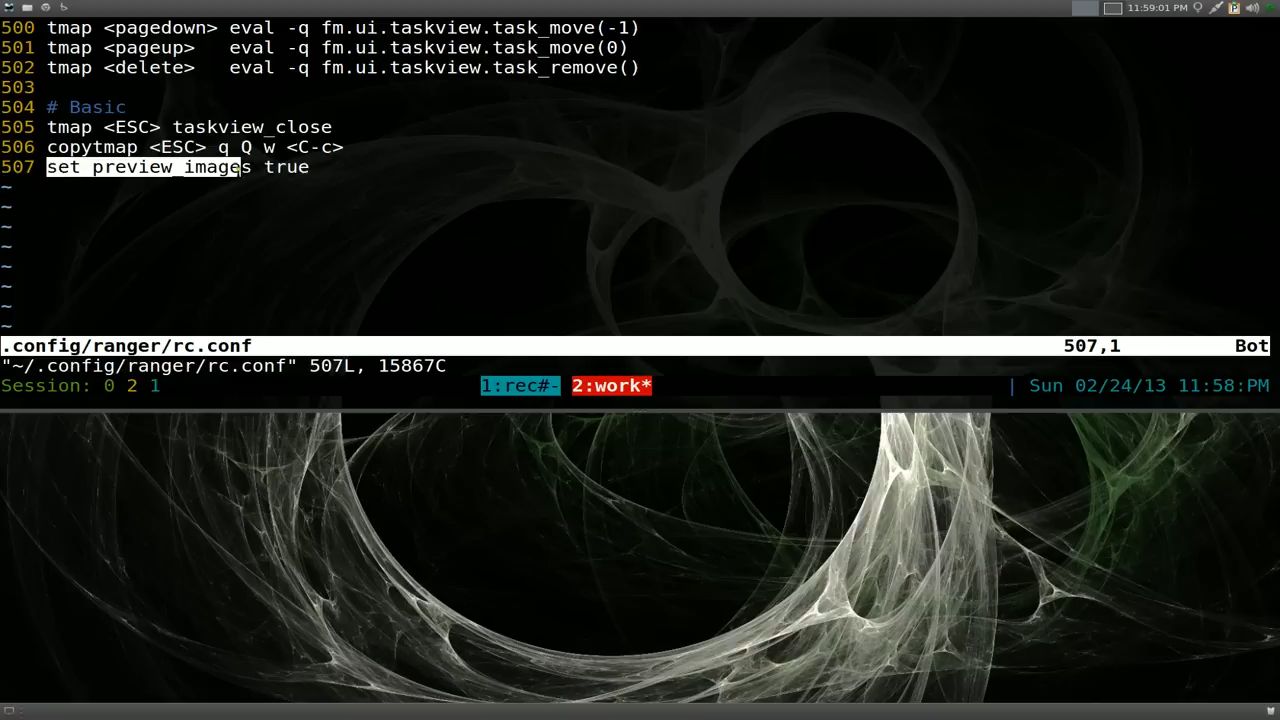 11:59:01 PM
500 tmap <pagedown> eval -q fm.ui.taskview.task_move(-1)
501 tmap <pageup>   eval -q fm.ui.taskview.task_move(0)
502 tmap <delete>   eval -q fm.ui.taskview.task_remove()
503
504 # Basic
505 tmap <ESC> taskview_close
506 copytmap <ESC> q Q w <C-c>
507 set preview_images true
~
~
~
~
~
~
~
~
.config/ranger/rc.conf 507,1 Bot
"~/.config/ranger/rc.conf" 507L, 15867C
Session: 0 2 1 1:rec#- 2:work* | Sun 02/24/13 11:58:PM